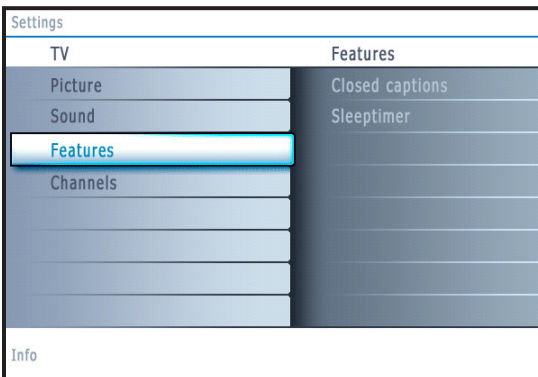 Settings
TV
Features
Picture
Closed captions
Sound
Sleeptimer
Features
Channels
Info